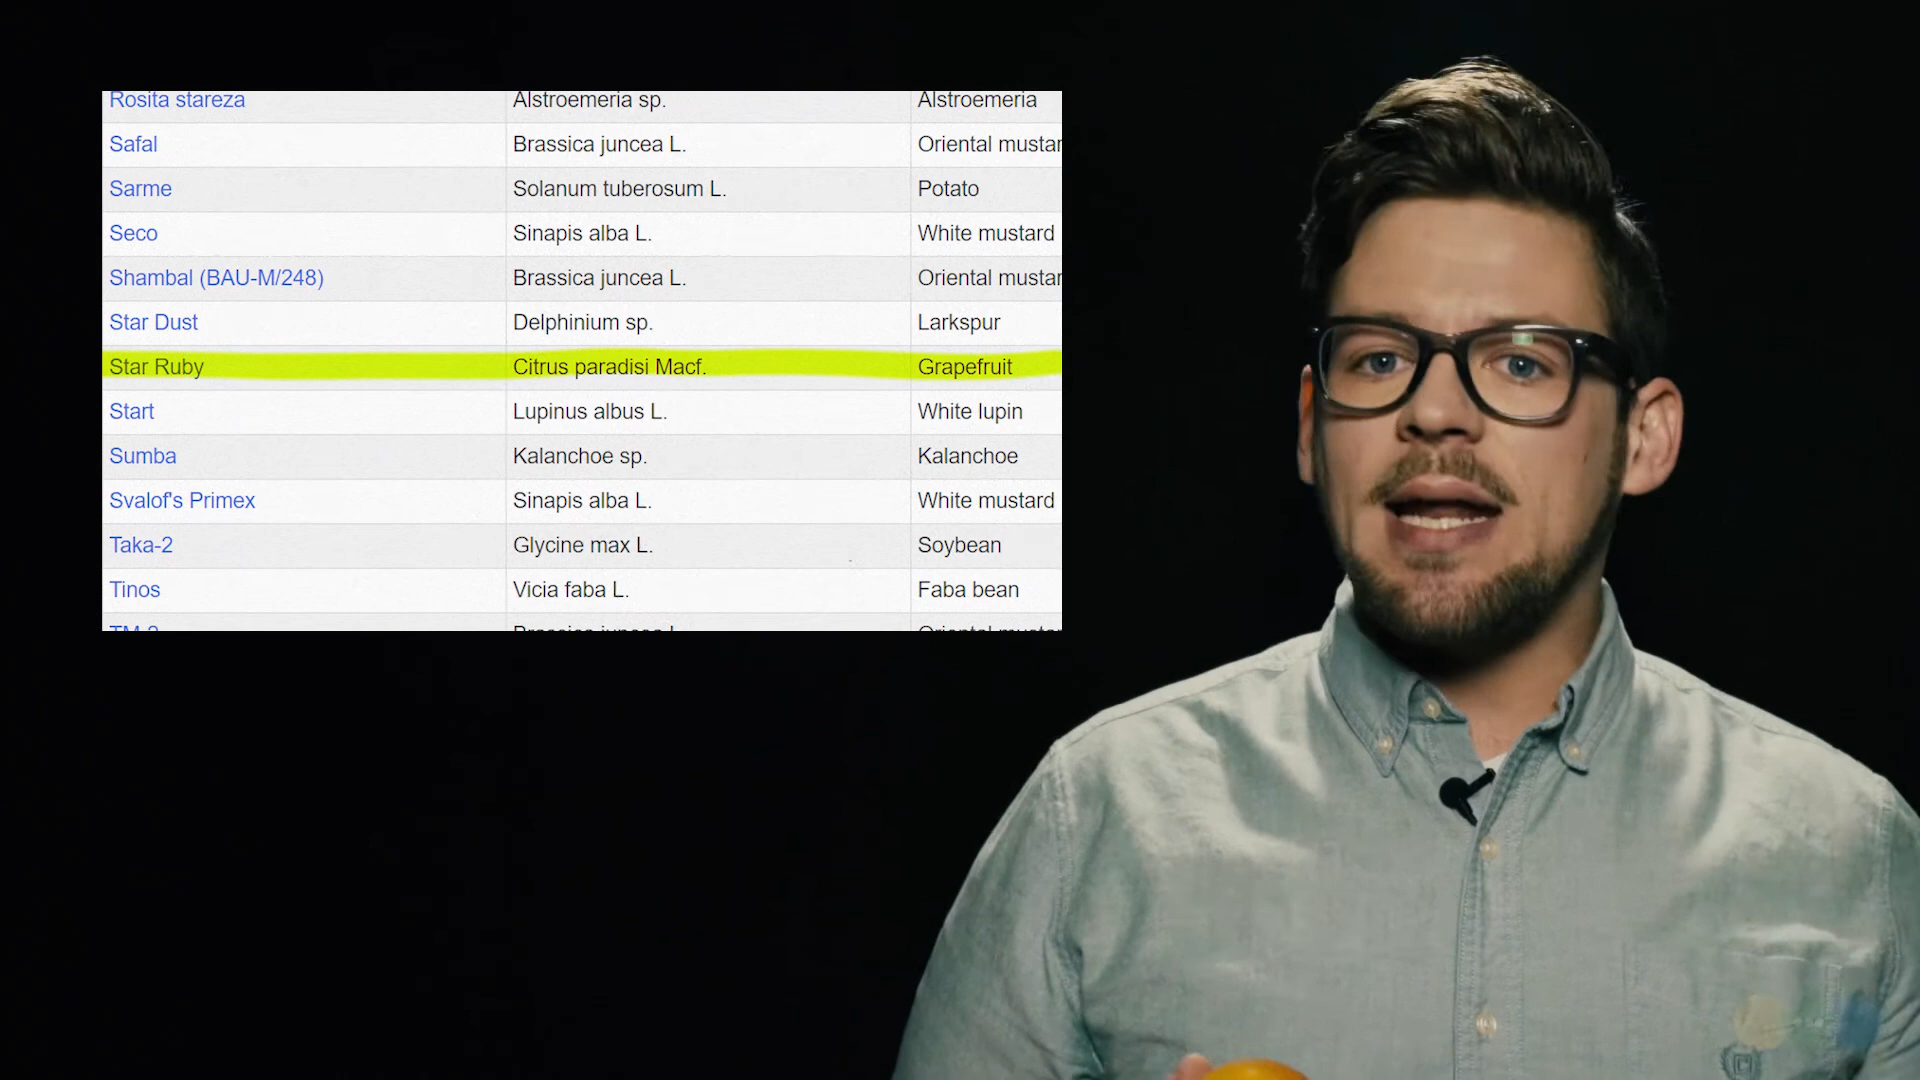 Rosita stareza Alstroemeria sp. Alstroemeria
Safal Brassica juncea L. Oriental
Sarme Solanum tuberosum L. Potato
Seco Sinapis alba L. White mustard
Shambal (BAU-M/248) Brassica juncea L. Oriental
Star Dust Delphinium sp. Larkspur
Star Ruby Citrus paradisi Macf. Grapefruit
Start Lupinus albus L. White lupin
Sumba Kalanchoe sp. Kalanchoe
Svalof's Primex Sinapis alba L. White mustard
Taka-2 Glycine max L. Soybean
Tinos Vicia faba L. Faba bean